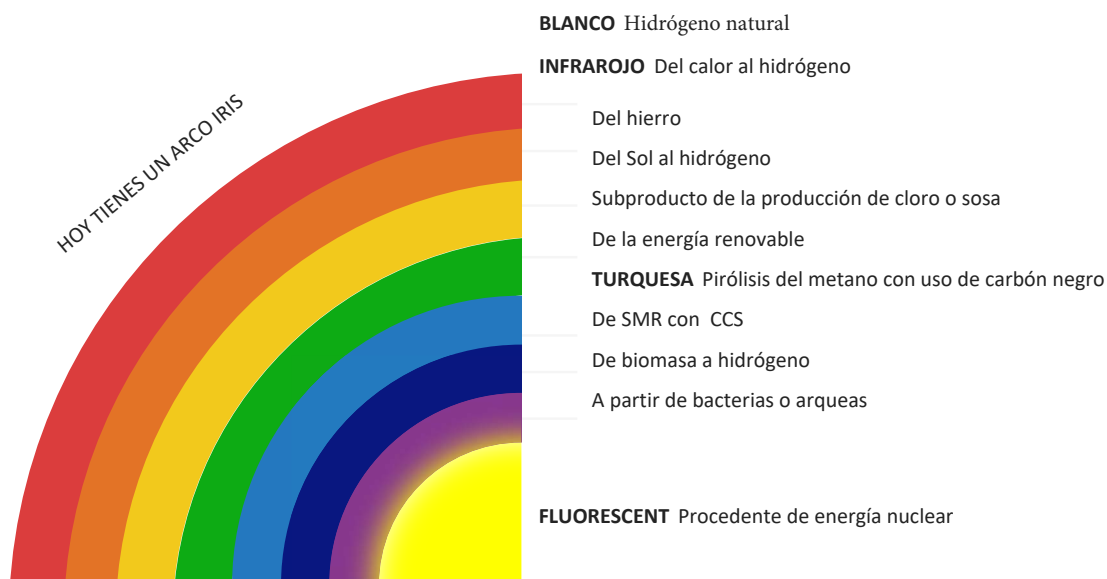 BLANCO Hidrógeno natural
INFRAROJO Del calor al hidrógeno
HOY TIENES UN ARCO IRIS
Del hierro
Del Sol al hidrógeno
Subproducto de la producción de cloro o sosa
De la energía renovable
TURQUESA Pirólisis del metano con uso de carbón negro
De SMR con CCS
De biomasa a hidrógeno
A partir de bacterias o arqueas
FLUORESCENT Procedente de energía nuclear